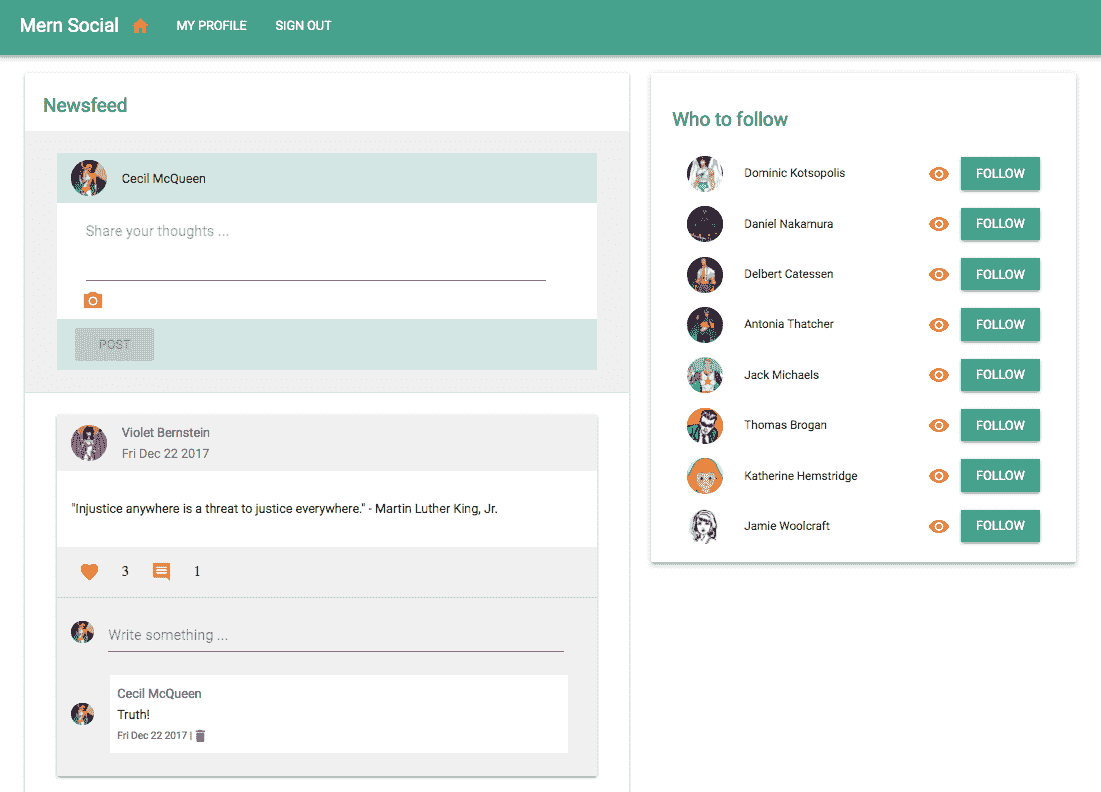 Mern Social MY PROFILE SIGN OUT
Newsfeed
Cecil McQueen
Share your thoughts ...
POST
Violet Bernstein
Fri Dec 22 2017
"Injustice anywhere is a threat to justice everywhere." - Martin Luther King, Jr.
3 1
Write something ...
Cecil McQueen
Truth!
Fri Dec 22 2017 |
Who to follow
Dominic Kotsopolis FOLLOW
Daniel Nakamura FOLLOW
Delbert Catessen FOLLOW
Antonia Thatcher FOLLOW
Jack Michaels FOLLOW
Thomas Brogan FOLLOW
Katherine Hemstridge FOLLOW
Jamie Woolcraft FOLLOW